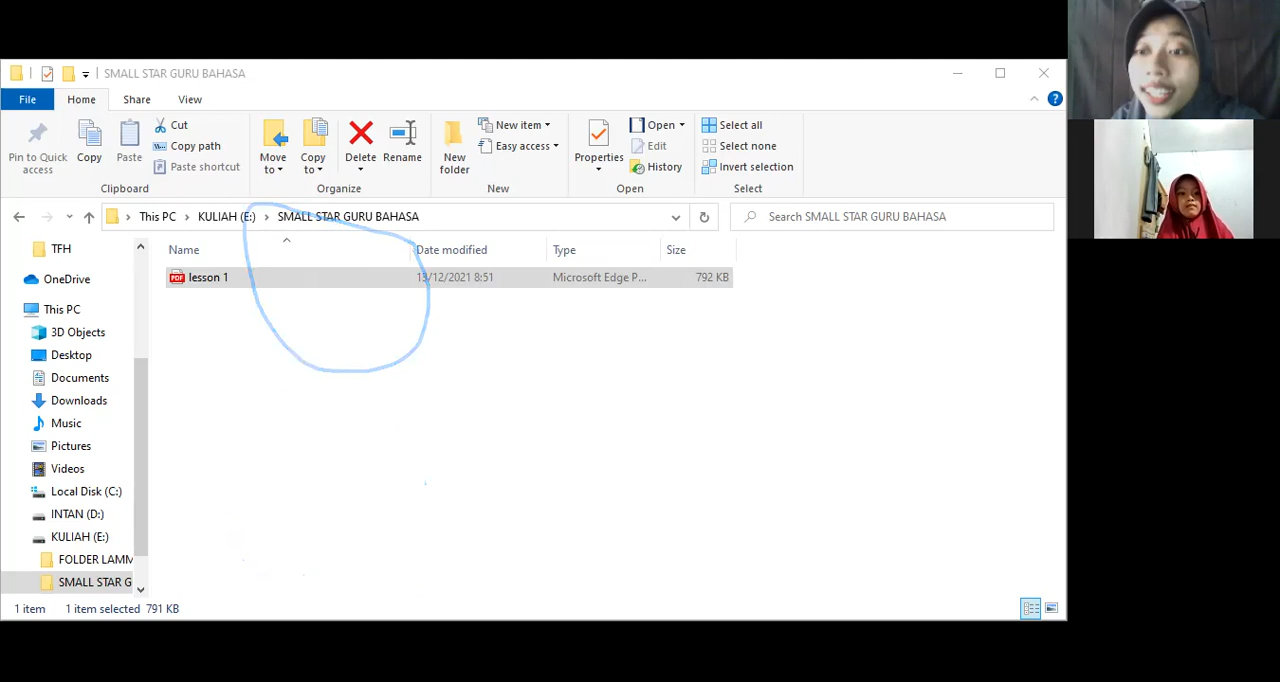 SMALL STAR GURU BAHASA
File Home Share View
Pin to Quick access
Copy
Paste
Cut
Copy path
Paste shortcut
Clipboard
Move to
Copy to
Delete
Rename
Organize
New folder
New item
Easy access
New
Properties
Open
Edit
History
Open
Select all
Select none
Invert selection
Select
This PC > KULIAH (E:) > SMALL STAR GURU BAHASA
Search SMALL STAR GURU BAHASA
Name Date modified Type Size
PDF lesson 1 13/12/2021 8:51 Microsoft Edge P... 792 KB
TFH
OneDrive
This PC
3D Objects
Desktop
Documents
Downloads
Music
Pictures
Videos
Local Disk (C:)
INTAN (D:)
KULIAH (E:)
FOLDER LAMM
SMALL STAR G
1 item 1 item selected 791 KB